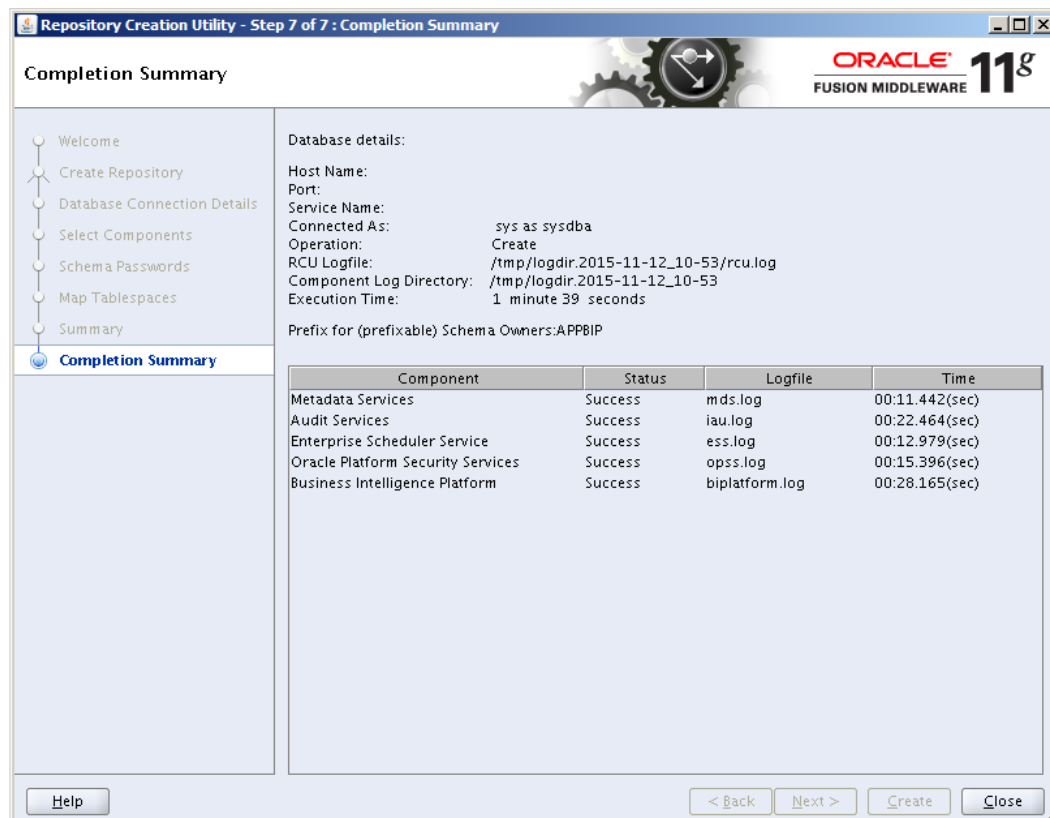 Repository Creation Utility - Step 7 of 7 : Completion Summary
Completion Summary
ORACLE®
FUSION MIDDLEWARE 11g
Welcome
Create Repository
Database Connection Details
Select Components
Schema Passwords
Map Tablespaces
Summary
Completion Summary
Database details:
Host Name:
Port:
Service Name:
Connected As: sys as sysdba
Operation: Create
RCU Logfile: /tmp/logdir.2015-11-12_10-53/rcu.log
Component Log Directory: /tmp/logdir.2015-11-12_10-53
Execution Time: 1 minute 39 seconds
Prefix for (prefixable) Schema Owners:APPBIP
Component Status Logfile Time
Metadata Services Success mds.log 00:11.442(sec)
Audit Services Success iau.log 00:22.464(sec)
Enterprise Scheduler Service Success ess.log 00:12.979(sec)
Oracle Platform Security Services Success opss.log 00:15.396(sec)
Business Intelligence Platform Success biplatform.log 00:28.165(sec)
Help < Back Next > Create Close